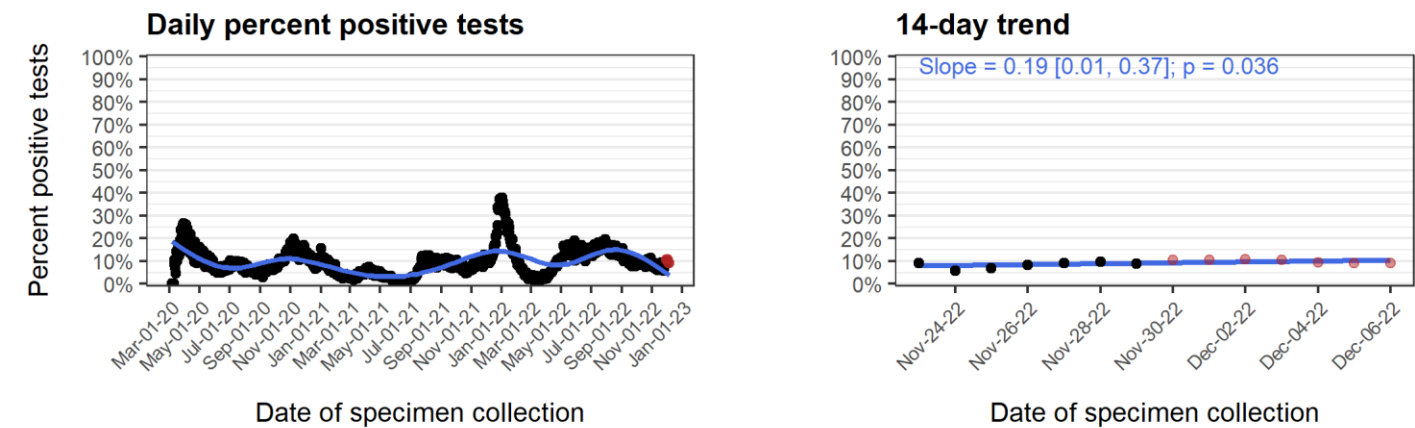 Daily percent positive tests
Percent positive tests
100%
90%
80%
70%
60%
50%
40%
30%
20%
10%
0%
Mar-01-20
May-01-20
Jul-01-20
Sep-01-20
Nov-01-20
Jan-01-21
Mar-01-21
May-01-21
Jul-01-21
Sep-01-21
Nov-01-21
Jan-01-22
Mar-01-22
May-01-22
Jul-01-22
Sep-01-22
Nov-01-22
Jan-01-23
Date of specimen collection
14-day trend
Slope = 0.19 [0.01, 0.37]; p = 0.036
100%
90%
80%
70%
60%
50%
40%
30%
20%
10%
0%
Nov-24-22
Nov-26-22
Nov-28-22
Nov-30-22
Dec-02-22
Dec-04-22
Dec-06-22
Date of specimen collection